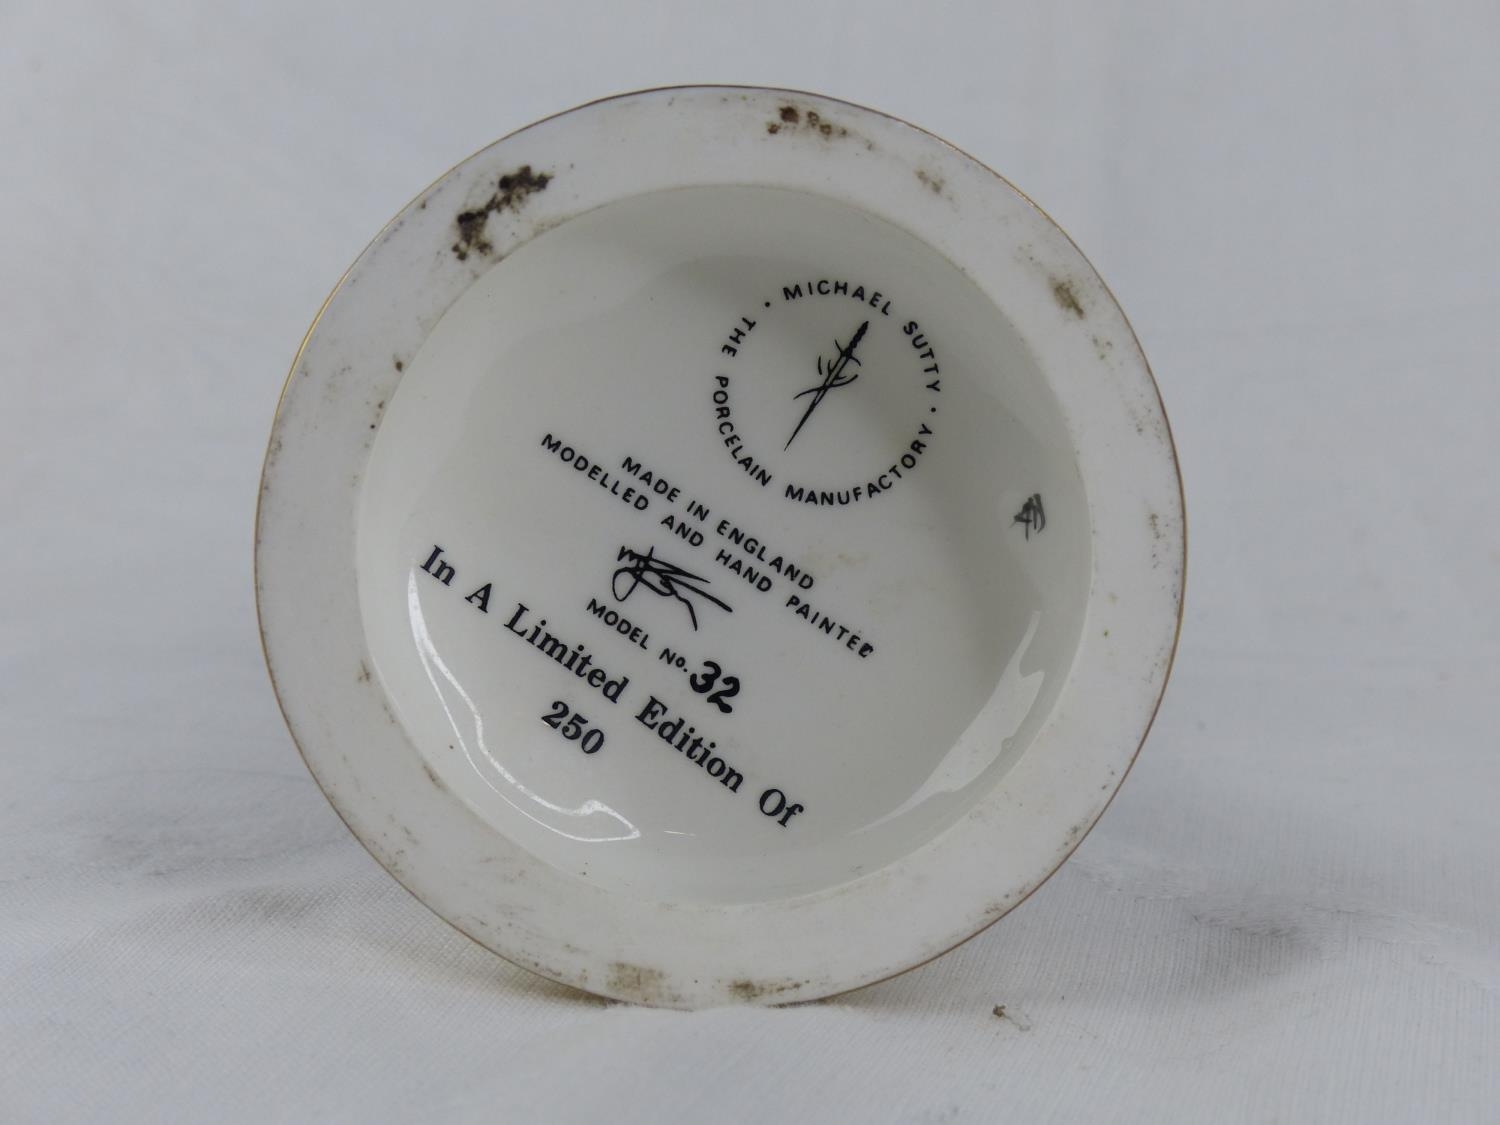 MICHAEL SUTTY · THE PORCELAIN MANUFACTORY ·
MADE IN ENGLAND
MODELLED AND HAND PAINTED
MODEL No. 32
In A Limited Edition Of
250